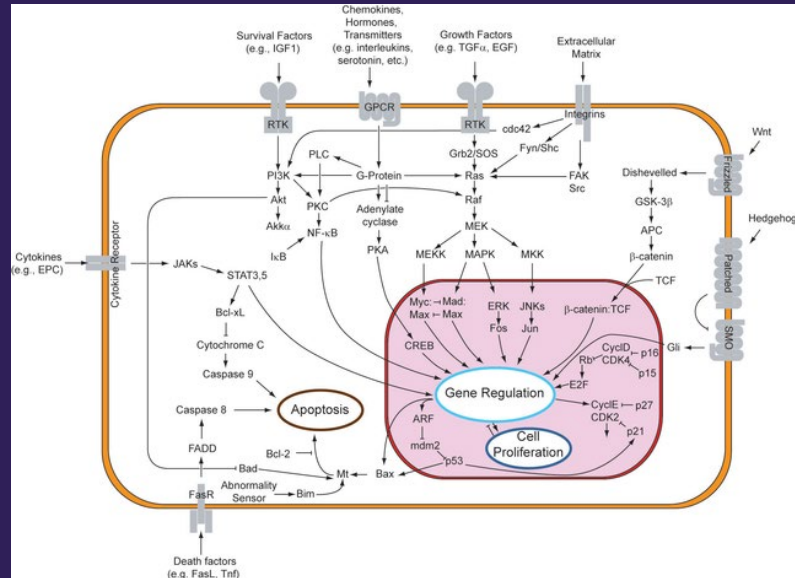 Chemokines,
Hormones,
Transmitters
(e.g. interleukins,
serotonin, etc.)
Survival Factors
(e.g., IGF1)
Growth Factors
(e.g. TGFα, EGF)
Extracellular
Matrix
RTK
GPCR
RTK
Integrins
cdc42
Wnt
Frizzled
PLC
Grb2/SOS
Fyn/Shc
PI3K
G-Protein
Ras
FAK
Src
Dishevelled
Akt
PKC
Adenylate
cyclase
Raf
GSK-3β
Akkα
NF-κB
MEK
APC
Hedgehog
IκB
PKA
MEKK
MAPK
MKK
β-catenin
Patched
Cytokines
(e.g., EPC)
Cytokine Receptor
JAKs
STAT3,5
TCF
Myc:
Max
Mad:
Max
ERK
Fos
JNKs
Jun
β-catenin:TCF
Bcl-xL
Cytochrome C
CREB
Gli
SMO
CyclD
CDK4
p16
p15
Rb
E2F
Caspase 9
Caspase 8
Apoptosis
Gene Regulation
CyclE
CDK2
p27
p21
ARF
mdm2
p53
Cell
Proliferation
FADD
Bcl-2
Bad
Mt
Bax
FasR
Abnormality
Sensor
Bim
Death factors
(e.g. FasL, Tnf)